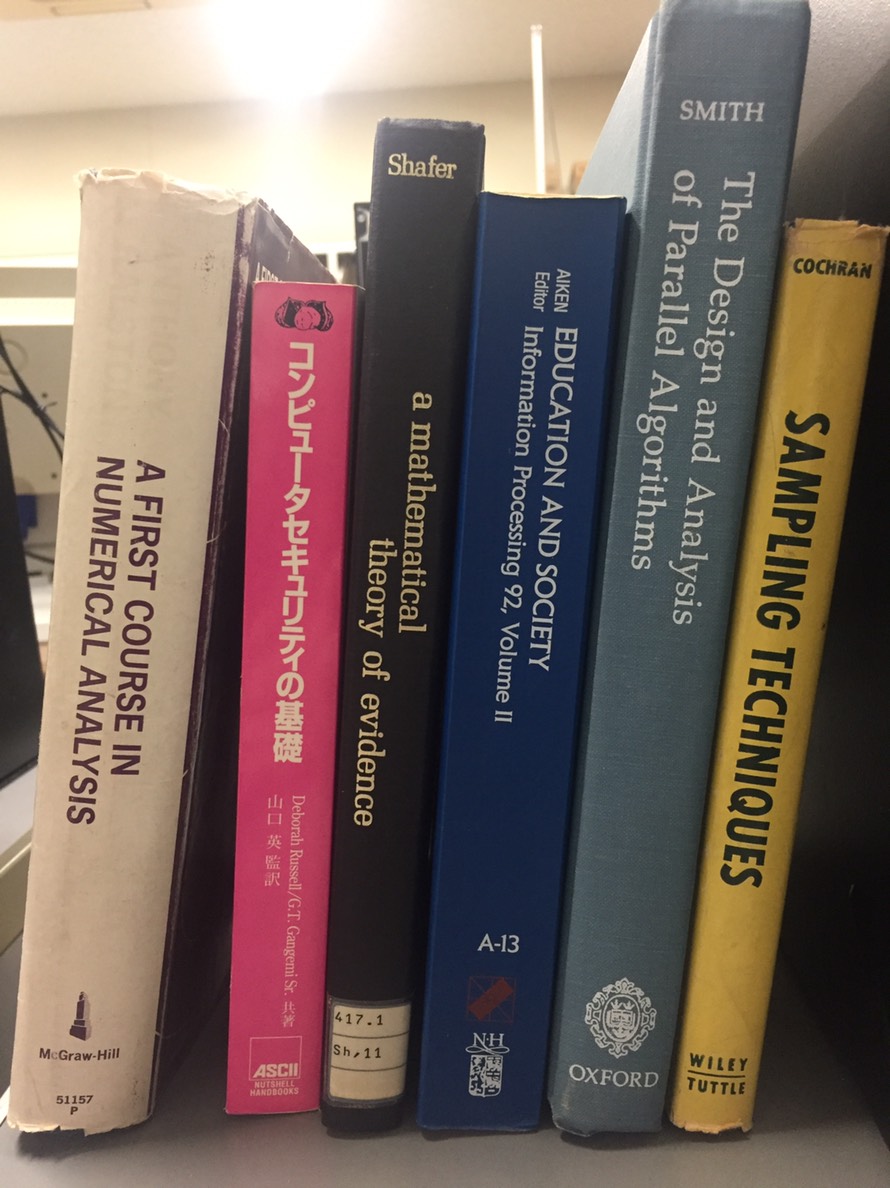 A FIRST COURSE IN
NUMERICAL ANALYSIS
McGraw-Hill
51157
P
コンピュータセキュリティの基礎
Deborah Russell/G.T. Gangemi Sr. 共著
山口 英 監訳
ASCII
NUTSHELL
HANDBOOKS
Shafer
a mathematical
theory of evidence
417.1
Sh,11
AIKEN
Editor
EDUCATION AND SOCIETY
Information Processing 92, Volume II
A-13
N·H
SMITH
The Design and Analysis
of Parallel Algorithms
OXFORD
COCHRAN
SAMPLING TECHNIQUES
WILEY
TUTTLE